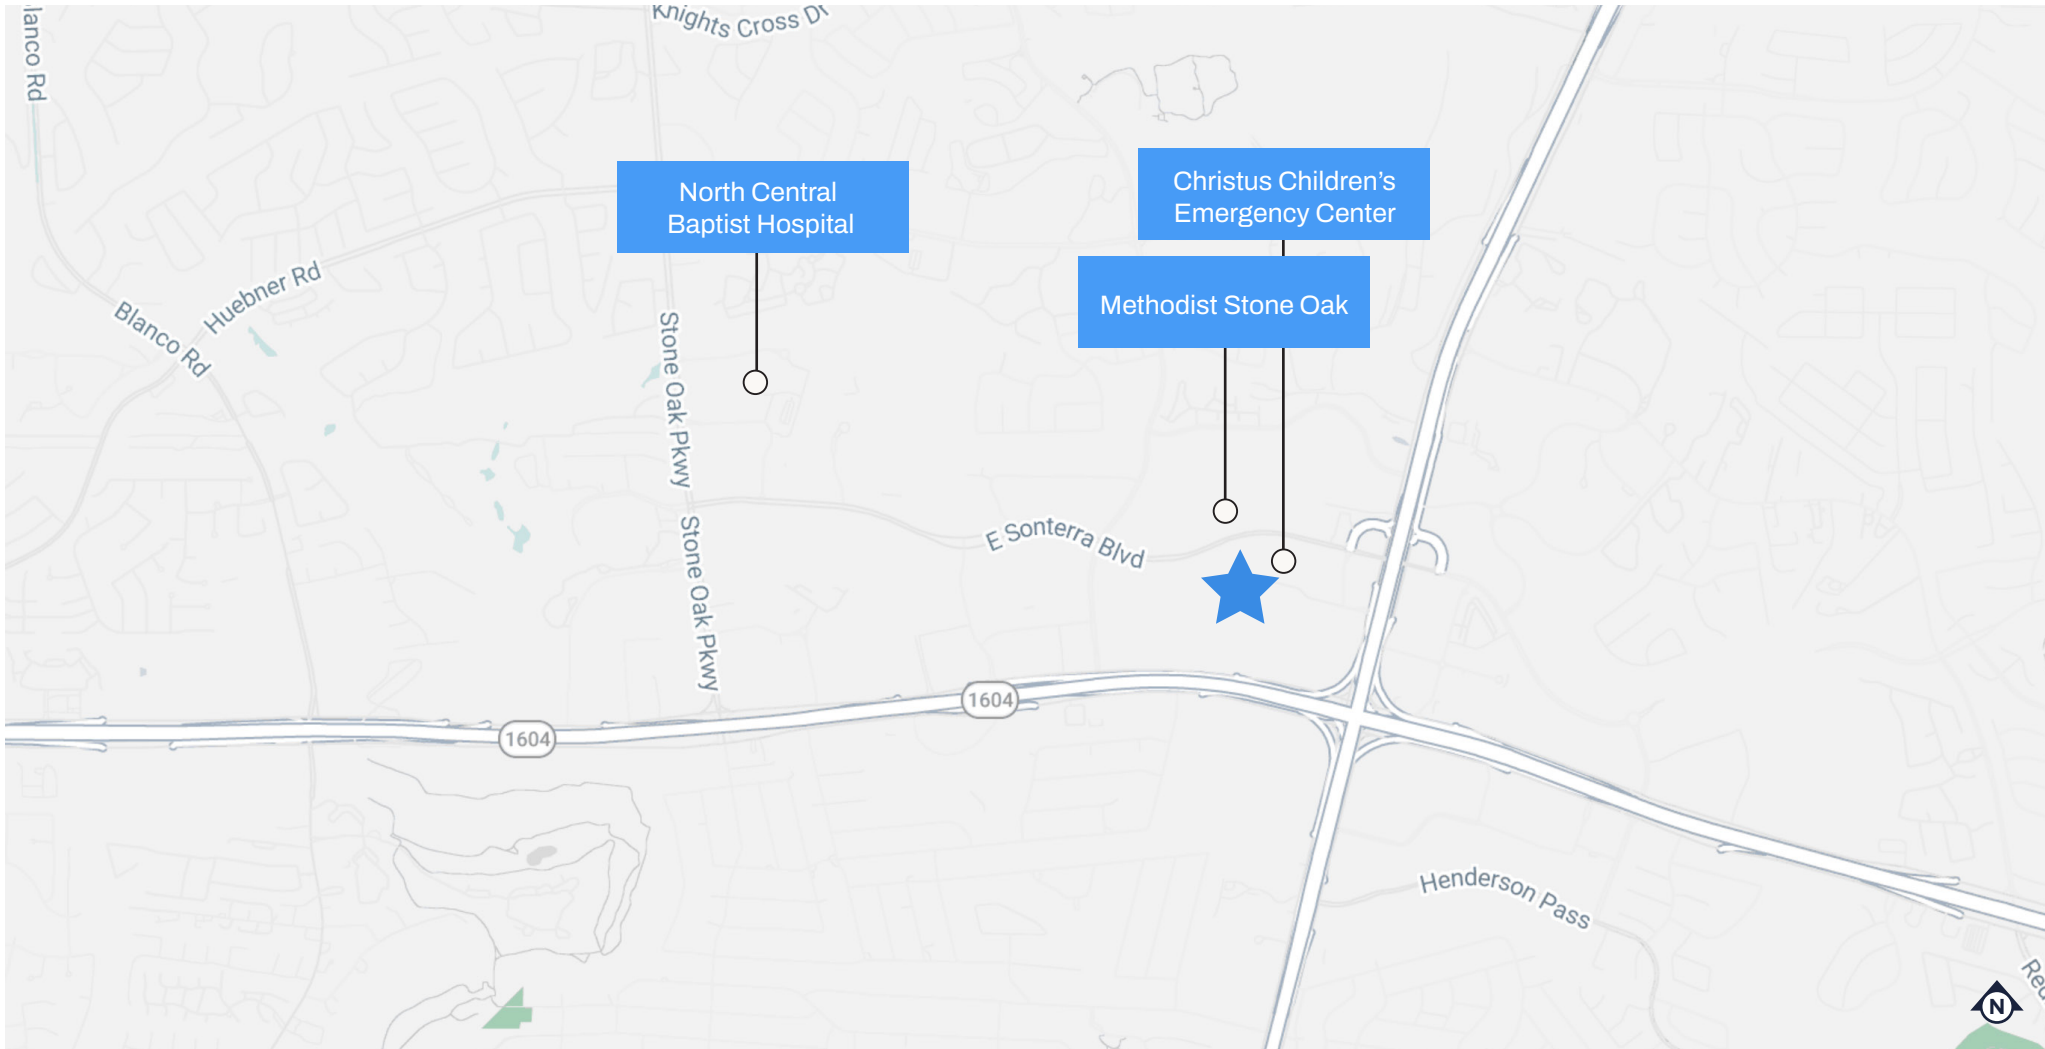 Knights Cross Dr
lanco Rd
North Central
Baptist Hospital
Christus Children’s
Emergency Center
Methodist Stone Oak
Huebner Rd
Blanco Rd
Stone Oak Pkwy
Stone Oak Pkwy
E Sonterra Blvd
1604
1604
Henderson Pass
Red
N